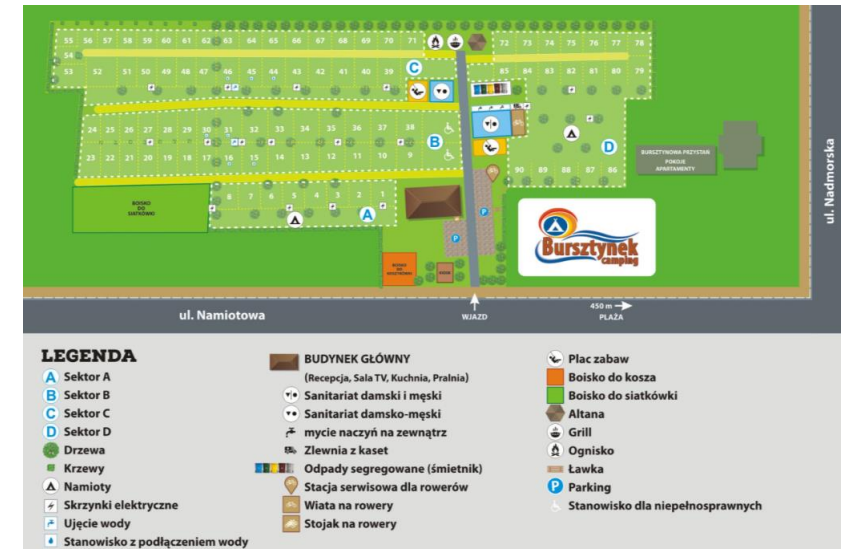 55 56 57 58 59 60 61 62 63 64 65 66 67 68 69 70 71
72 73 74 75 76 77 78
54
53 52 51 50 49 48 47 46 45 44 43 42 41 40 39 C
85 84 83 82 81 80 79
24 25 26 27 28 29 30 31 32 33 34 35 36 37 38 B
D
23 22 21 20 19 18 17 16 15 14 13 12 11 10 9
90 89 88 87 86
BURSZTYNOWA PRZYSTAŃ
POKOJE
APARTAMENTY
ul. Nadmorska
8 7 6 5 4 3 2 1
A
BOISKO
DO
SIATKÓWKI
P
P
Bursztynek
camping
BOISKO
DO
ul. Namiotowa
WJAZD
450 m
PLAŻA
LEGENDA
A Sektor A
B Sektor B
C Sektor C
D Sektor D
Drzewa
Krzewy
Namioty
Skrzynki elektryczne
Ujęcie wody
Stanowisko z podłączeniem wody
BUDYNEK GŁÓWNY
(Recepcja, Sala TV, Kuchnia, Pralnia)
Sanitariat damski i męski
Sanitariat damsko-męski
mycie naczyń na zewnątrz
Zlewnia z kaset
Odpady segregowane (śmietnik)
Stacja serwisowa dla rowerów
Wiata na rowery
Stojak na rowery
Plac zabaw
Boisko do kosza
Boisko do siatkówki
Altana
Grill
Ognisko
Ławka
P Parking
Stanowisko dla niepełnosprawnych